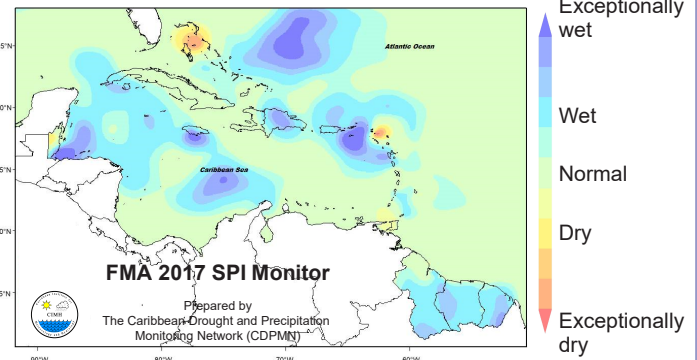 Exceptionally
wet
Atlantic Ocean
Wet
Caribbean Sea
Normal
Dry
FMA 2017 SPI Monitor
CIMH
Prepared by
The Caribbean Drought and Precipitation
Monitoring Network (CDPMN)
Exceptionally
dry